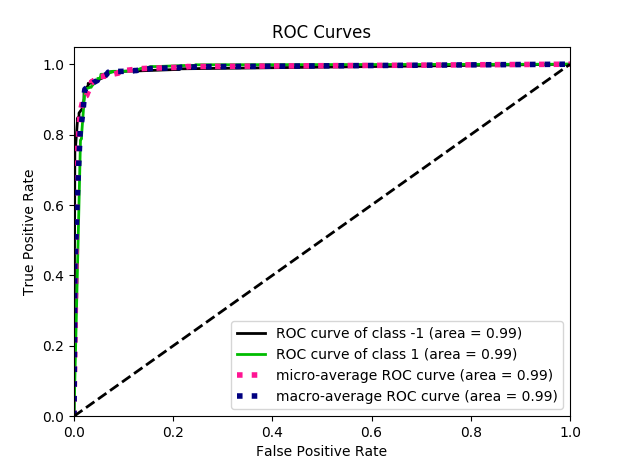 ROC Curves
True Positive Rate
1.0
0.8
0.6
0.4
0.2
0.0
ROC curve of class -1 (area = 0.99)
ROC curve of class 1 (area = 0.99)
micro-average ROC curve (area = 0.99)
macro-average ROC curve (area = 0.99)
0.0 0.2 0.4 0.6 0.8 1.0
False Positive Rate